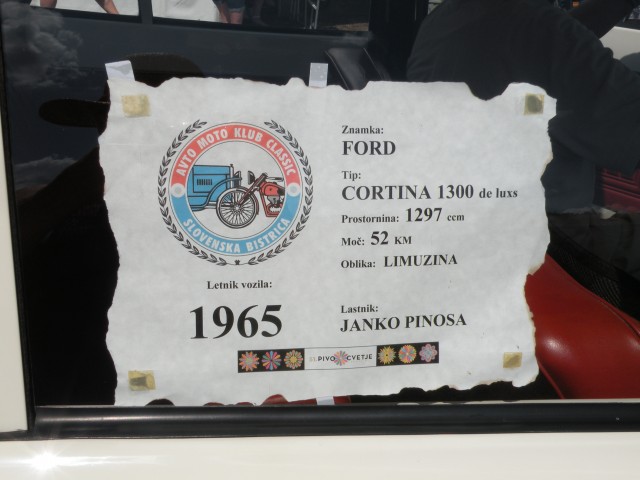 AVTO MOTO KLUB CLASSIC
SLOVENSKA BISTRICA
Letnik vozila:
1965
Znamka:
FORD
Tip:
CORTINA 1300 de luxs
Prostornina: 1297 ccm
Moč: 52 KM
Oblika: LIMUZINA
Lastnik:
JANKO PINOSA
PIVO CVETJE